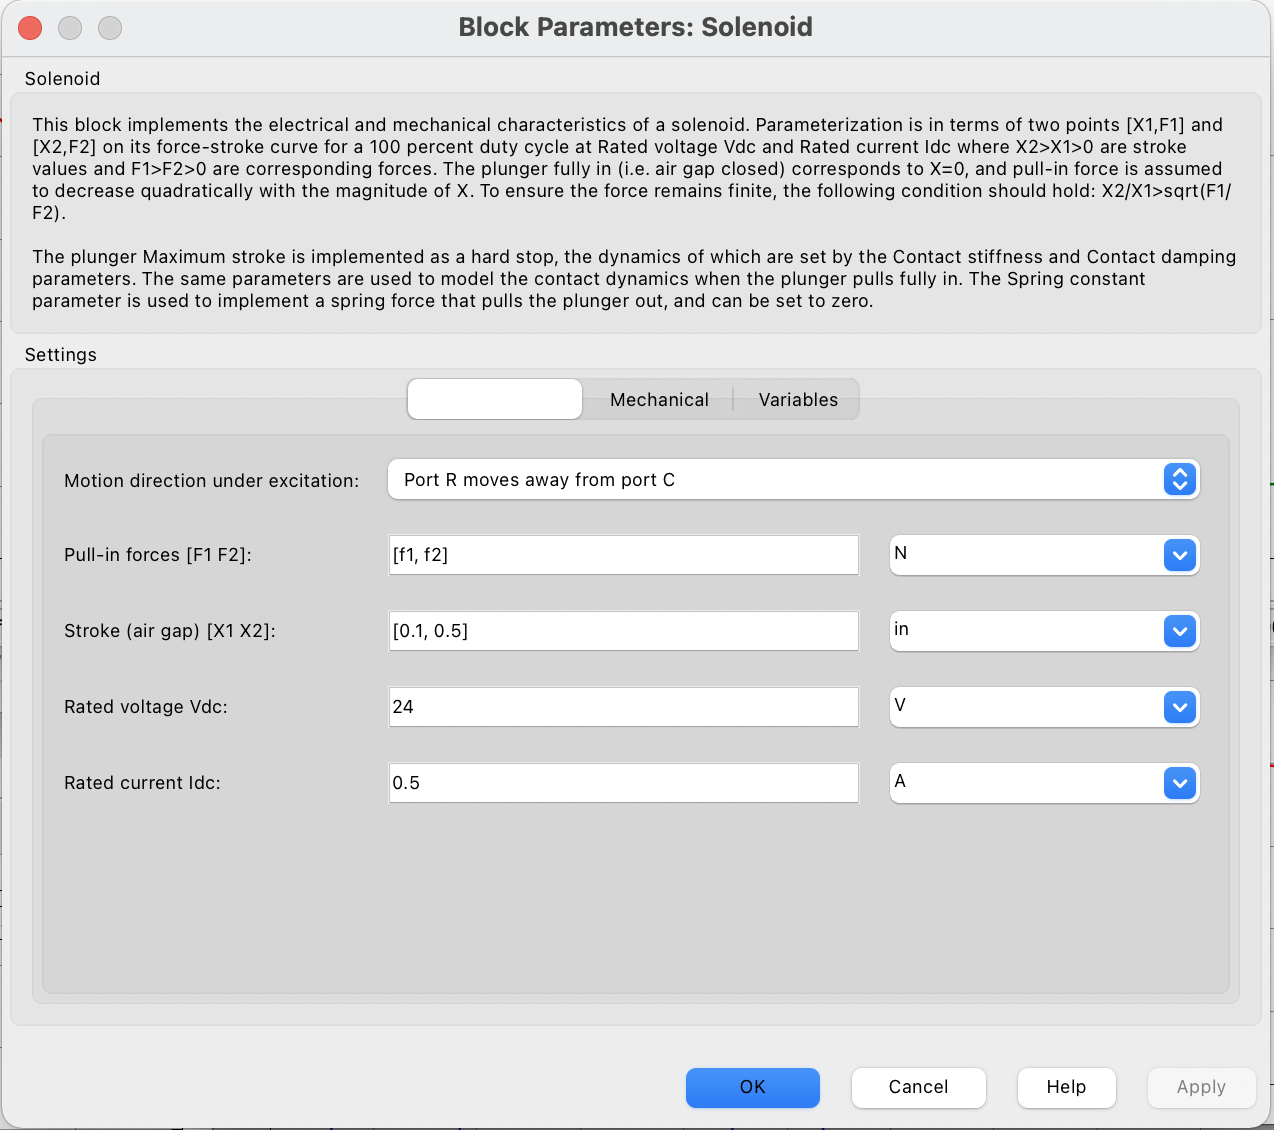 Block Parameters: Solenoid
Solenoid
This block implements the electrical and mechanical characteristics of a solenoid. Parameterization is in terms of two points [X1,F1] and
[X2,F2] on its force-stroke curve for a 100 percent duty cycle at Rated voltage Vdc and Rated current Idc where X2>X1>0 are stroke
values and F1>F2>0 are corresponding forces. The plunger fully in (i.e. air gap closed) corresponds to X=0, and pull-in force is assumed
to decrease quadratically with the magnitude of X. To ensure the force remains finite, the following condition should hold: X2/X1>sqrt(F1/
F2).
The plunger Maximum stroke is implemented as a hard stop, the dynamics of which are set by the Contact stiffness and Contact damping
parameters. The same parameters are used to model the contact dynamics when the plunger pulls fully in. The Spring constant
parameter is used to implement a spring force that pulls the plunger out, and can be set to zero.
Settings
Mechanical Variables
Motion direction under excitation: Port R moves away from port C
Pull-in forces [F1 F2]: [f1, f2] N
Stroke (air gap) [X1 X2]: [0.1, 0.5] in
Rated voltage Vdc: 24 V
Rated current Idc: 0.5 A
OK Cancel Help Apply